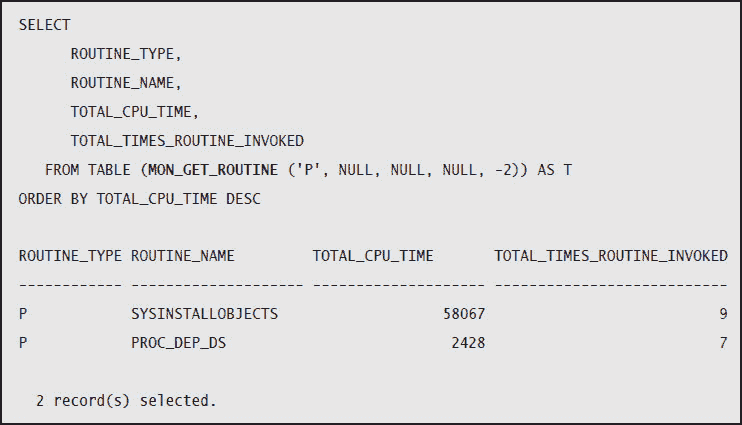 SELECT
ROUTINE_TYPE,
ROUTINE_NAME,
TOTAL_CPU_TIME,
TOTAL_TIMES_ROUTINE_INVOKED
FROM TABLE (MON_GET_ROUTINE ('P', NULL, NULL, NULL, -2)) AS T
ORDER BY TOTAL_CPU_TIME DESC
ROUTINE_TYPE ROUTINE_NAME TOTAL_CPU_TIME TOTAL_TIMES_ROUTINE_INVOKED
------------ -------------------- -------------------- ---------------------------
P SYSINSTALLOBJECTS 58067 9
P PROC_DEP_DS 2428 7
2 record(s) selected.